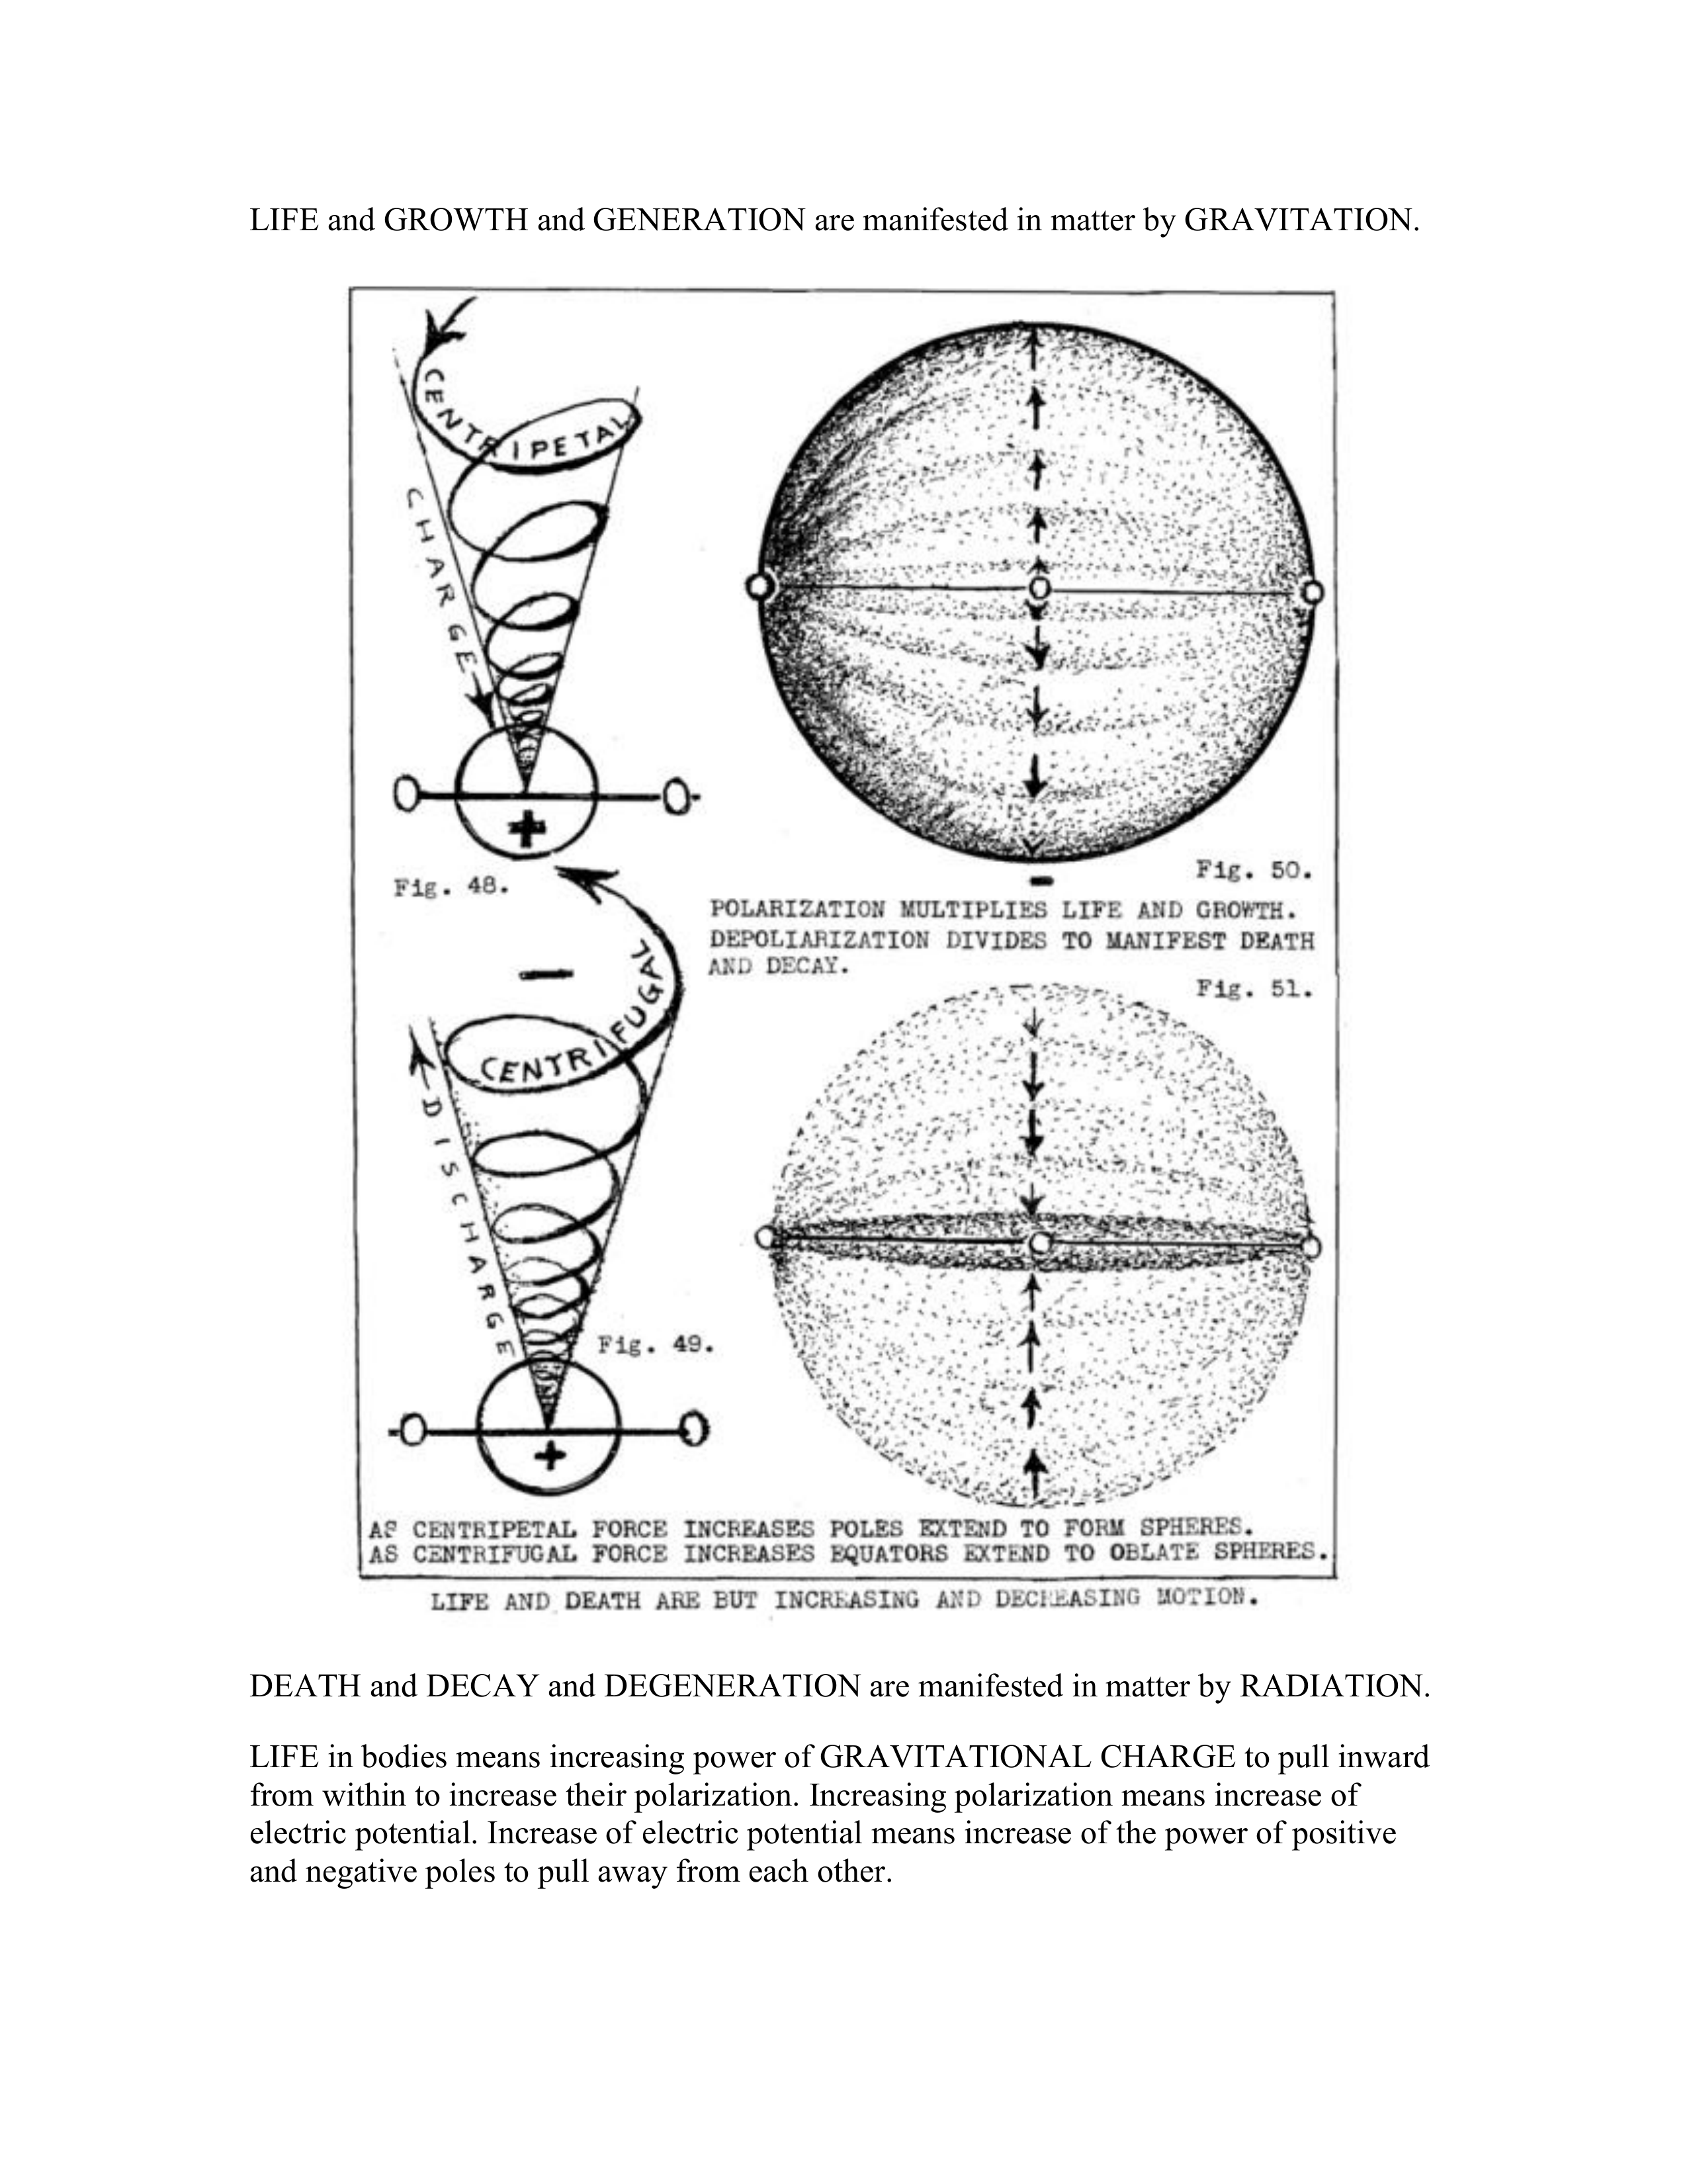 LIFE and GROWTH and GENERATION are manifested in matter by GRAVITATION.
CENTRIPETAL
CHARGE
+
Fig. 48.
-
Fig. 50.
POLARIZATION MULTIPLIES LIFE AND GROWTH.
DEPOLIARIZATION DIVIDES TO MANIFEST DEATH
AND DECAY.
Fig. 51.
-
CENTRIFUGAL
DISCHARGE
Fig. 49.
+
AS CENTRIPETAL FORCE INCREASES POLES EXTEND TO FORM SPHERES.
AS CENTRIFUGAL FORCE INCREASES EQUATORS EXTEND TO OBLATE SPHERES.
LIFE AND DEATH ARE BUT INCREASING AND DECREASING MOTION.
DEATH and DECAY and DEGENERATION are manifested in matter by RADIATION.
LIFE in bodies means increasing power of GRAVITATIONAL CHARGE to pull inward
from within to increase their polarization. Increasing polarization means increase of
electric potential. Increase of electric potential means increase of the power of positive
and negative poles to pull away from each other.